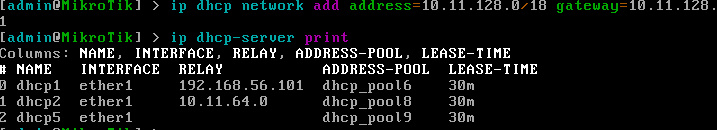 [admin@MikroTik] > ip dhcp network add address=10.11.128.0/18 gateway=10.11.128.
1
[admin@MikroTik] > ip dhcp-server print
Columns: NAME, INTERFACE, RELAY, ADDRESS-POOL, LEASE-TIME
# NAME INTERFACE RELAY ADDRESS-POOL LEASE-TIME
0 dhcp1 ether1 192.168.56.101 dhcp_pool6 30m
1 dhcp2 ether1 10.11.64.0 dhcp_pool8 30m
2 dhcp5 ether1 dhcp_pool9 30m
[admin@MikroTik] >